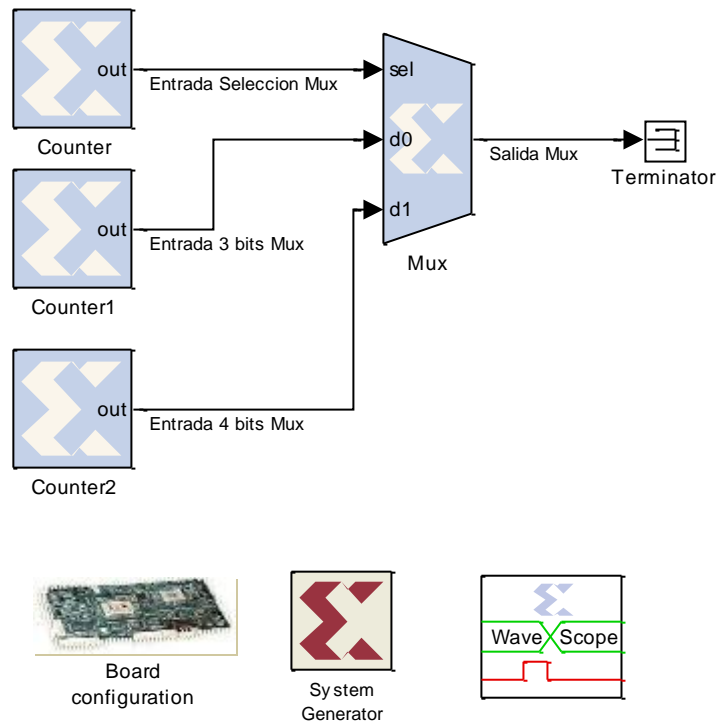 out
Entrada Seleccion Mux
sel
Counter
d0
Salida Mux
Terminator
out
Entrada 3 bits Mux
d1
Counter1
Mux
out
Entrada 4 bits Mux
Counter2
Wave Scope
Board
configuration
System
Generator